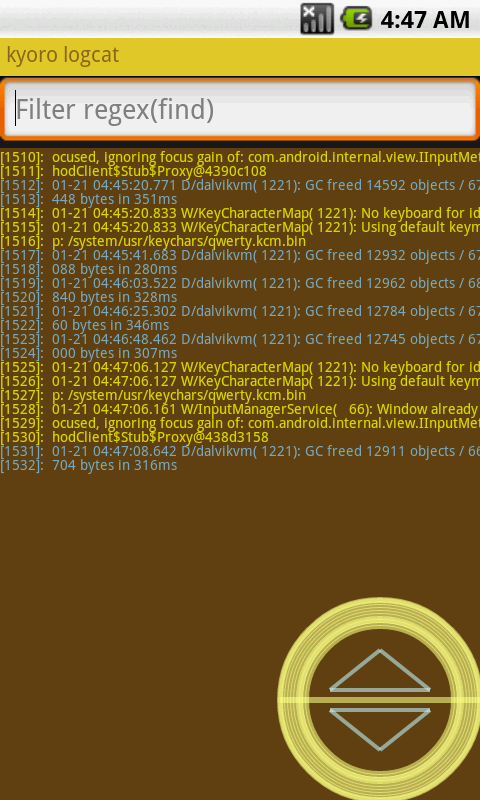 4:47 AM
kyoro logcat
Filter regex(find)
[1510]: ocused, ignoring focus gain of: com.android.internal.view.IInputMet
[1511]: hodClient$Stub$Proxy@4390c108
[1512]: 01-21 04:45:20.771 D/dalvikvm( 1221): GC freed 14592 objects / 67
[1513]: 448 bytes in 351ms
[1514]: 01-21 04:45:20.833 W/KeyCharacterMap( 1221): No keyboard for id
[1515]: 01-21 04:45:20.833 W/KeyCharacterMap( 1221): Using default keym
[1516]: p: /system/usr/keychars/qwerty.kcm.bin
[1517]: 01-21 04:45:41.683 D/dalvikvm( 1221): GC freed 12932 objects / 67
[1518]: 088 bytes in 280ms
[1519]: 01-21 04:46:03.522 D/dalvikvm( 1221): GC freed 12962 objects / 68
[1520]: 840 bytes in 328ms
[1521]: 01-21 04:46:25.302 D/dalvikvm( 1221): GC freed 12784 objects / 67
[1522]: 60 bytes in 346ms
[1523]: 01-21 04:46:48.462 D/dalvikvm( 1221): GC freed 12745 objects / 67
[1524]: 000 bytes in 307ms
[1525]: 01-21 04:47:06.127 W/KeyCharacterMap( 1221): No keyboard for id
[1526]: 01-21 04:47:06.127 W/KeyCharacterMap( 1221): Using default keym
[1527]: p: /system/usr/keychars/qwerty.kcm.bin
[1528]: 01-21 04:47:06.161 W/InputManagerService( 66): Window already
[1529]: ocused, ignoring focus gain of: com.android.internal.view.IInputMet
[1530]: hodClient$Stub$Proxy@438d3158
[1531]: 01-21 04:47:08.642 D/dalvikvm( 1221): GC freed 12911 objects / 66
[1532]: 704 bytes in 316ms